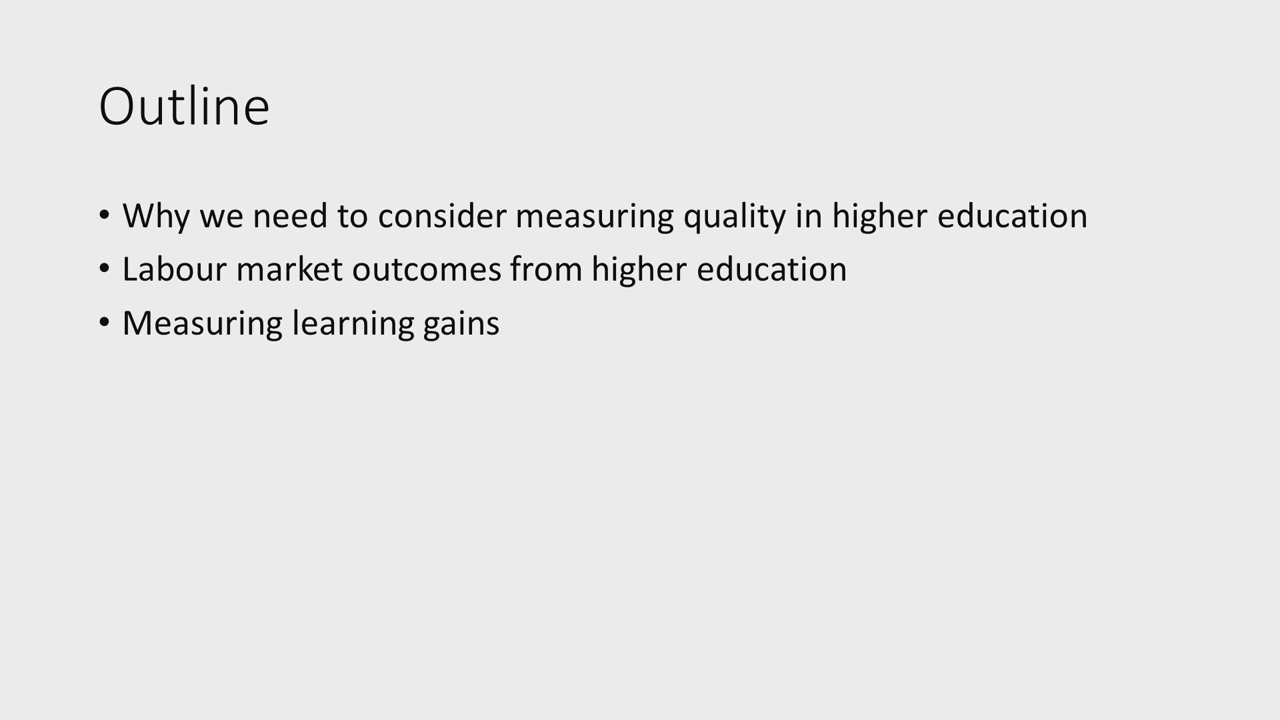 Outline
• Why we need to consider measuring quality in higher education
• Labour market outcomes from higher education
• Measuring learning gains